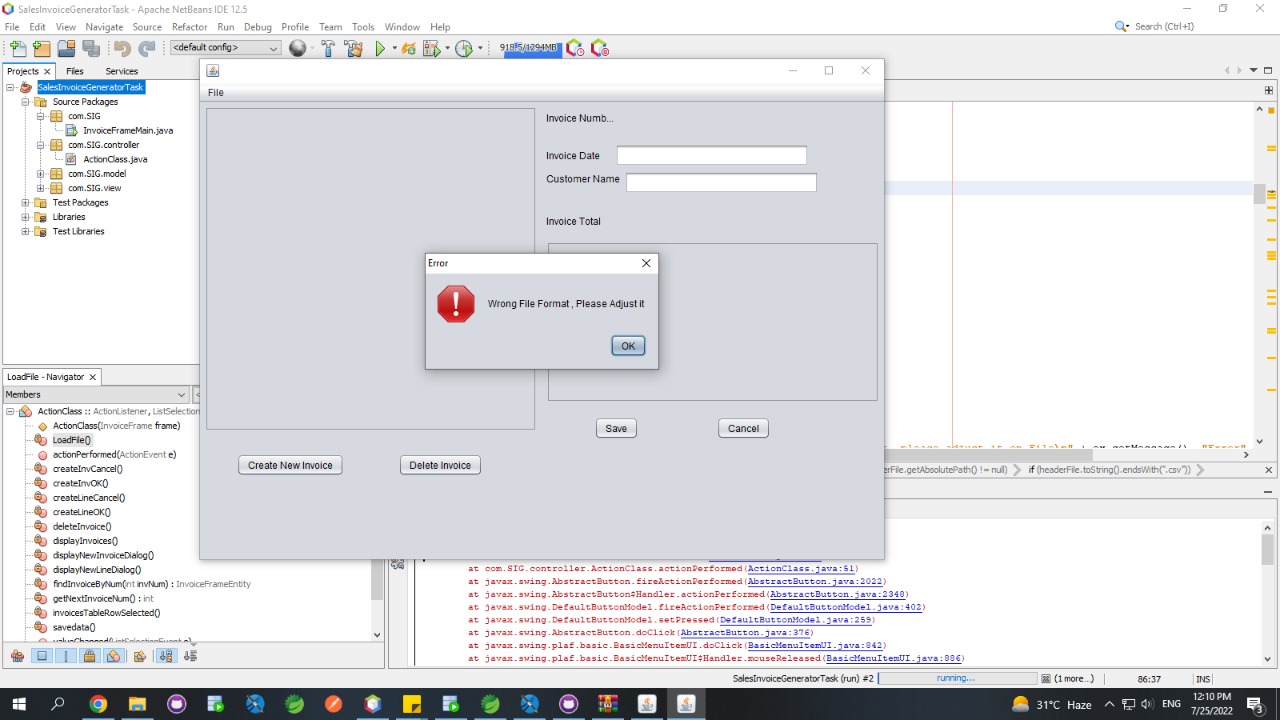 SalesInvoiceGeneratorTask - Apache NetBeans IDE 12.5
File Edit View Navigate Source Refactor Run Debug Profile Team Tools Window Help
Search (Ctrl+I)
<default config>
918.5/1294MB
Projects Files Services
SalesInvoiceGeneratorTask
Source Packages
com.SIG
InvoiceFrameMain.java
com.SIG.controller
ActionClass.java
com.SIG.model
com.SIG.view
Test Packages
Libraries
Test Libraries
File
Invoice Numb...
Invoice Date
Customer Name
Invoice Total
Error
Wrong File Format , Please Adjust it
OK
Save Cancel
Create New Invoice Delete Invoice
please adjust it on File\n" + ex.getMessage(), "Error"
erFile.getAbsolutePath() != null) if (headerFile.toString().endsWith(".csv"))
LoadFile - Navigator
Members
ActionClass :: ActionListener, ListSelection
ActionClass(InvoiceFrame frame)
LoadFile()
actionPerformed(ActionEvent e)
createInvCancel()
createInvOK()
createLineCancel()
createLineOK()
deleteInvoice()
displayInvoices()
displayNewInvoiceDialog()
displayNewLineDialog()
findInvoiceByNum(int invNum) : InvoiceFrameEntity
getNextInvoiceNum() : int
invoicesTableRowSelected()
savedata()
valueChanged(ListSelectionEvent e)
at com.SIG.controller.ActionClass.actionPerformed(ActionClass.java:51)
at javax.swing.AbstractButton.fireActionPerformed(AbstractButton.java:2022)
at javax.swing.AbstractButton$Handler.actionPerformed(AbstractButton.java:2348)
at javax.swing.DefaultButtonModel.fireActionPerformed(DefaultButtonModel.java:402)
at javax.swing.DefaultButtonModel.setPressed(DefaultButtonModel.java:259)
at javax.swing.AbstractButton.doClick(AbstractButton.java:376)
at javax.swing.plaf.basic.BasicMenuItemUI.doClick(BasicMenuItemUI.java:842)
at javax.swing.plaf.basic.BasicMenuItemUI$Handler.mouseReleased(BasicMenuItemUI.java:886)
SalesInvoiceGeneratorTask (run) #2 running... (1 more...) 86:37 INS
31°C Haze ENG
12:10 PM
7/25/2022
3